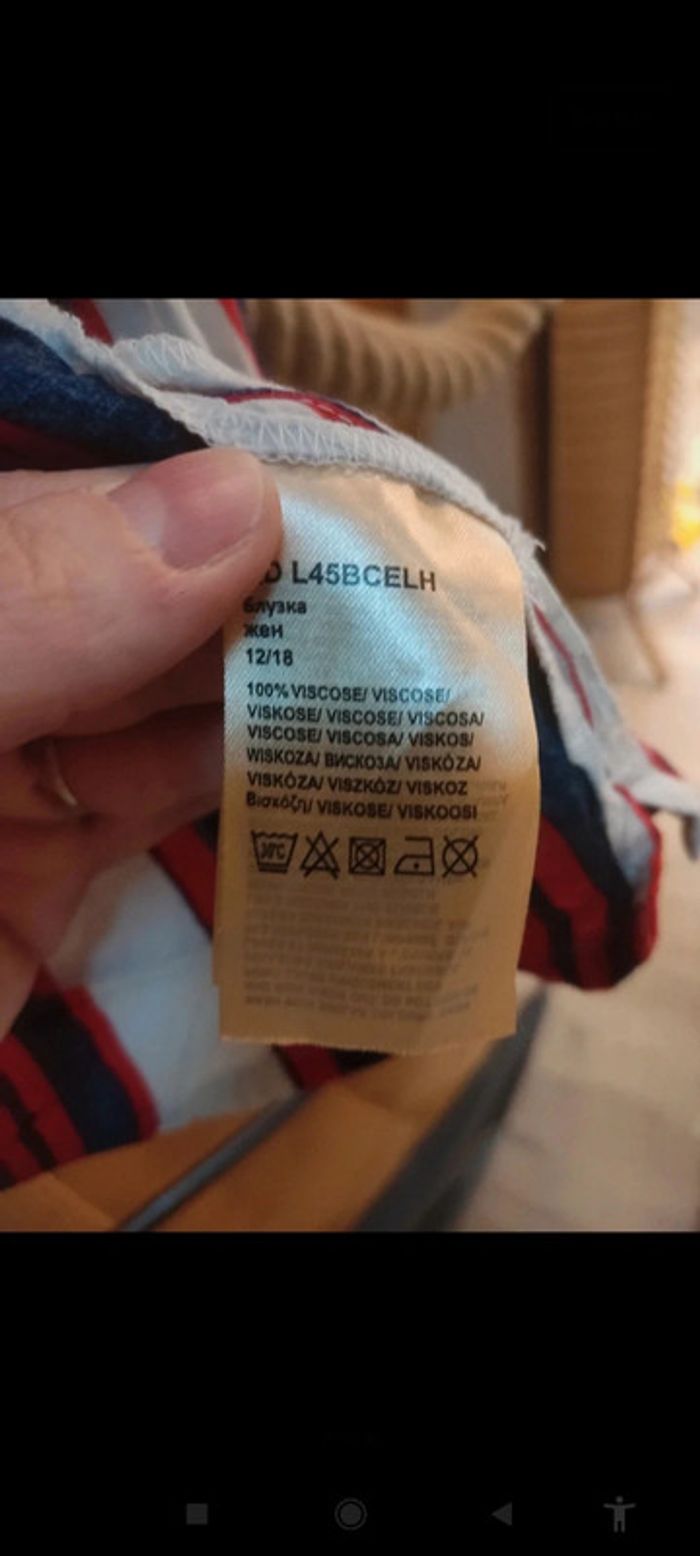 L45BCELH
блузка
жен
12/18
100% VISCOSE/ VISCOSE/
VISKOSE/ VISCOSE/ VISCOSA/
VISCOSE/ VISCOSA/ VISKOS/
WISKOZA/ ВИСКОЗА/ VISKÓZA/
VISKÓZA/ VISZKÓZ/ VISKOZ
Βισκόζη/ VISKOSE/ VISKOOSI
30°C